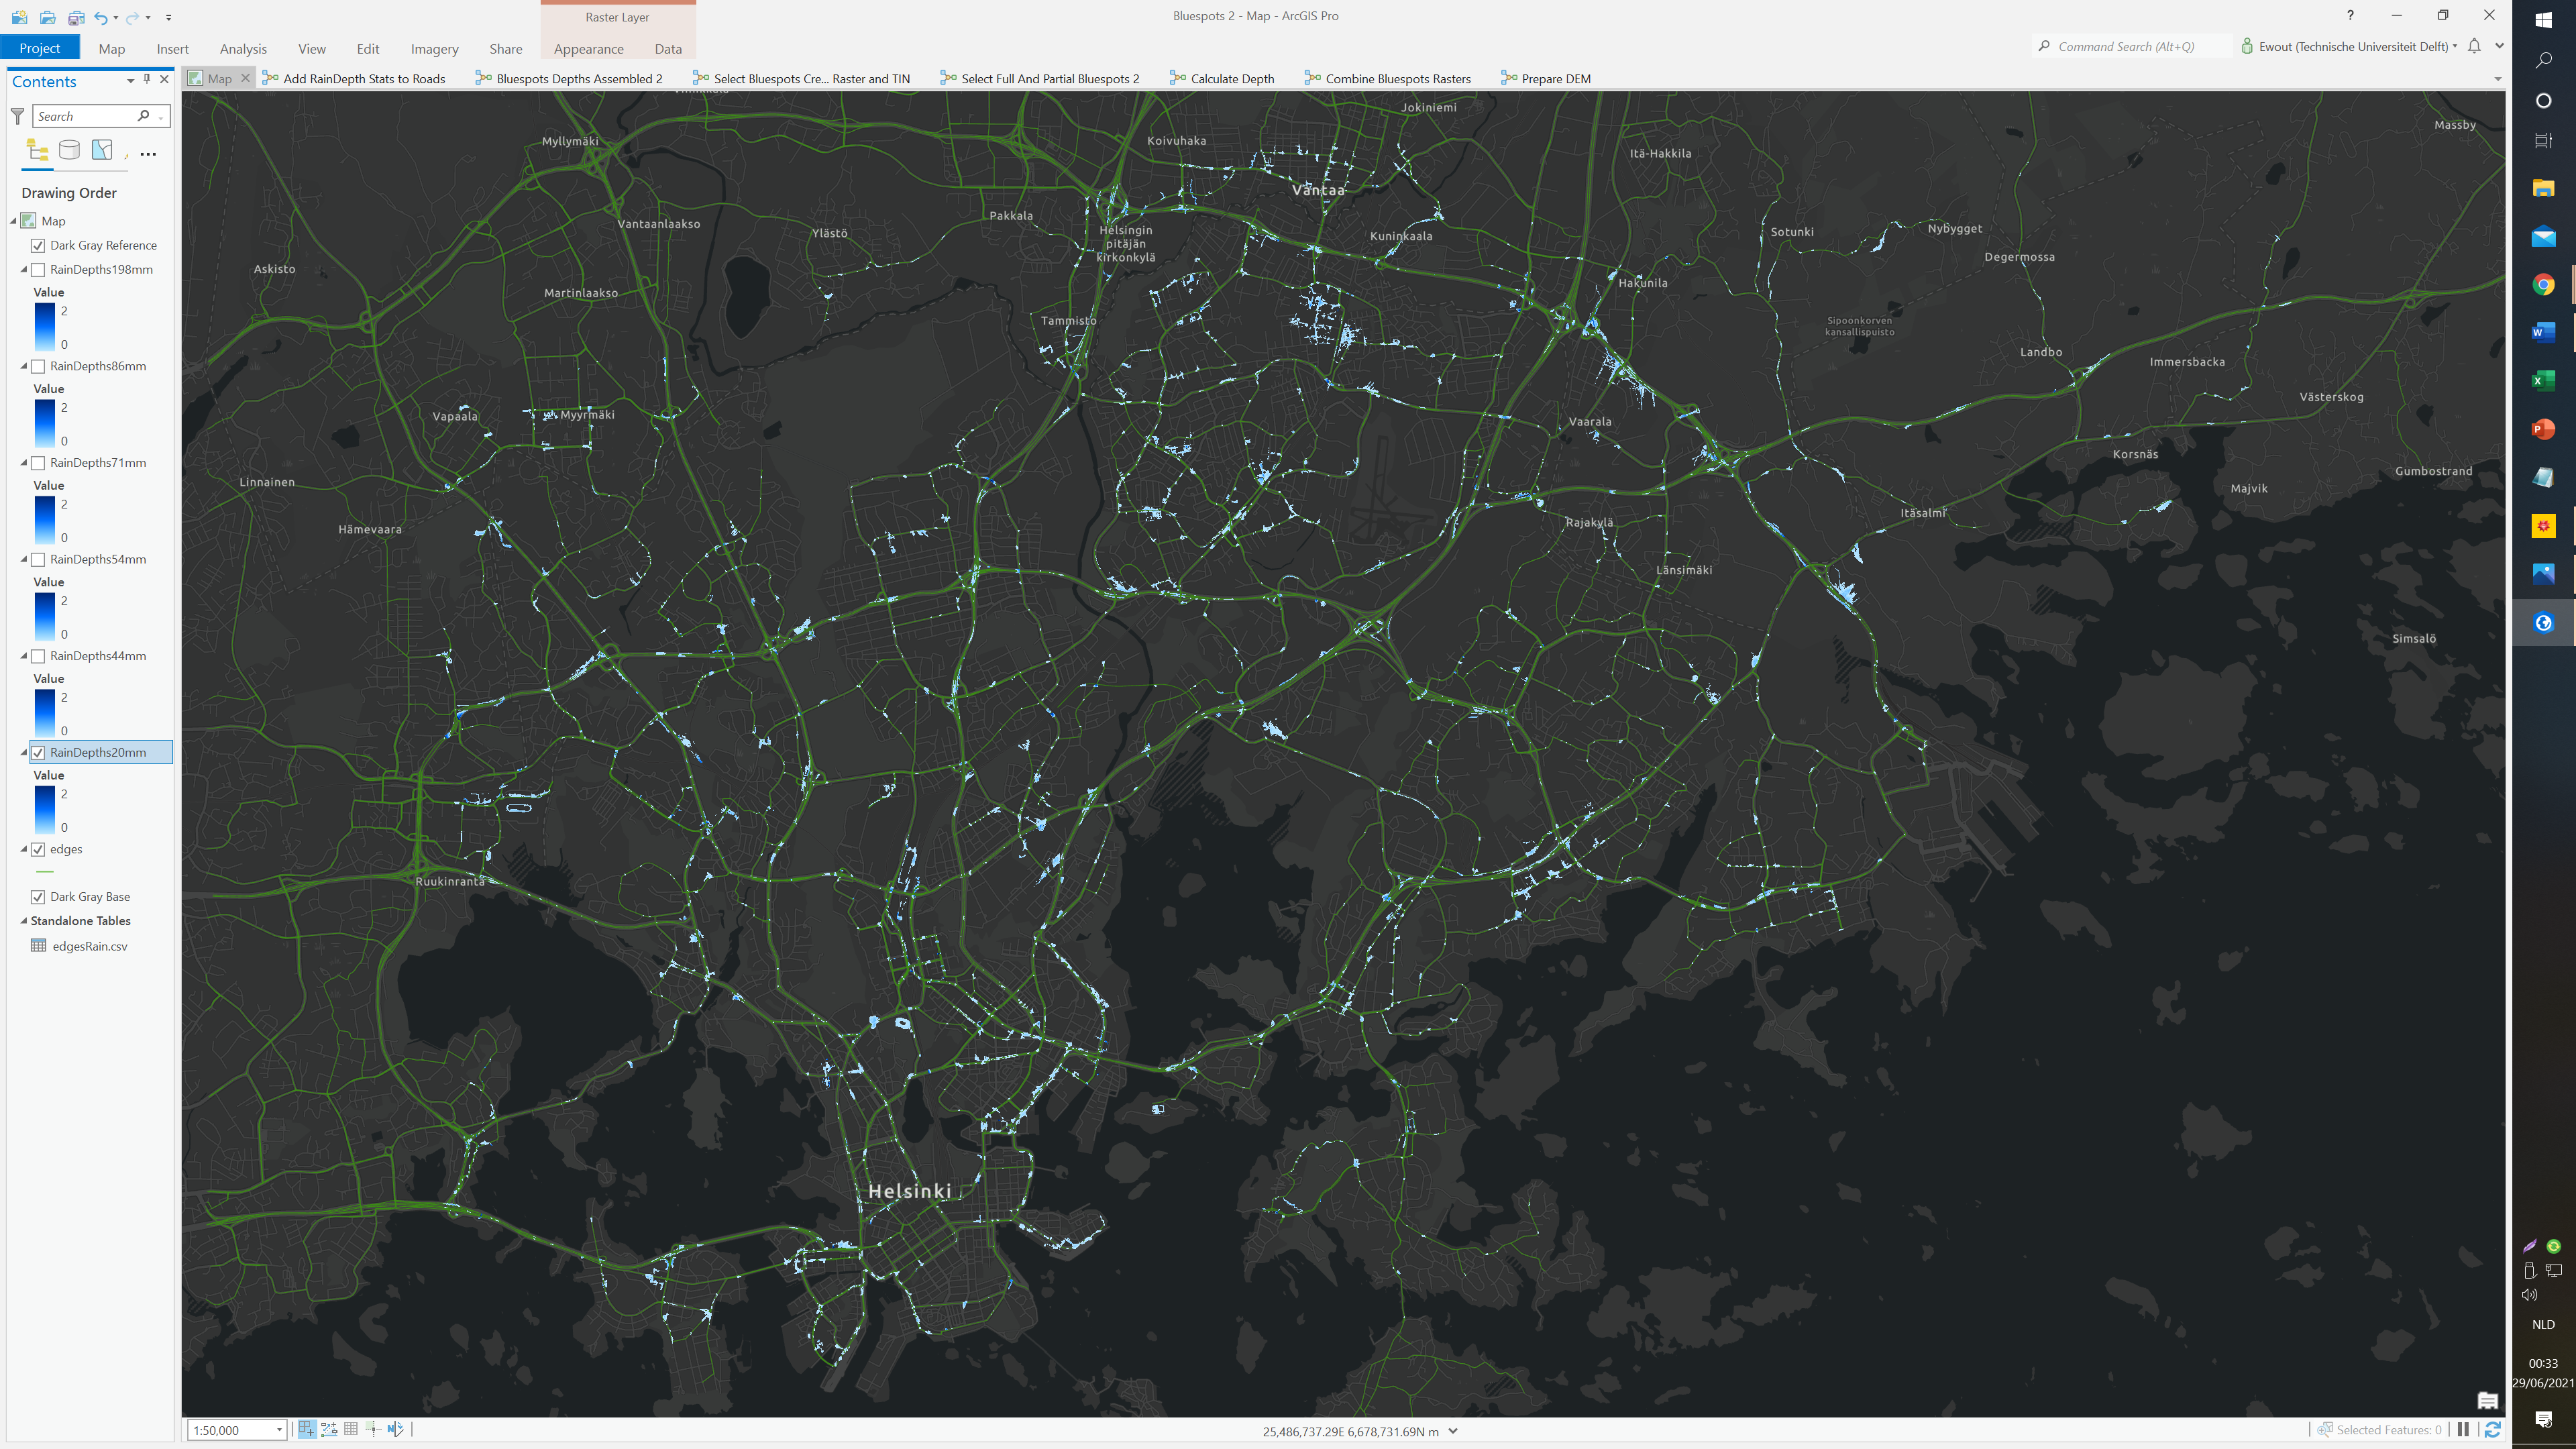 Raster Layer
Bluespots 2 - Map - ArcGIS Pro
?
Project
Map
Insert
Analysis
View
Edit
Imagery
Share
Appearance
Data
Command Search (Alt+Q)
Ewout (Technische Universiteit Delft)
Contents
Map
Add RainDepth Stats to Roads
Bluespots Depths Assembled 2
Select Bluespots Cre... Raster and TIN
Select Full And Partial Bluespots 2
Calculate Depth
Combine Bluespots Rasters
Prepare DEM
Search
Drawing Order
Map
Dark Gray Reference
RainDepths198mm
Value
2
0
RainDepths86mm
Value
2
0
RainDepths71mm
Value
2
0
RainDepths54mm
Value
2
0
RainDepths44mm
Value
2
0
RainDepths20mm
Value
2
0
edges
Dark Gray Base
Standalone Tables
edgesRain.csv
Jokiniemi
Massby
Myllymäki
Koivuhaka
Itä-Hakkila
Vantaa
Pakkala
Vantaanlaakso
Ylästö
Helsingin
pitäjän
kirkonkylä
Kuninkaala
Sotunki
Nybygget
Degermossa
Askisto
Martinlaakso
Hakunila
Tammisto
Sipoonkorven
kansallispuisto
Landbo
Immersbacka
Västerskog
Vapaala
Myyrmäki
Vaarala
Korsnäs
Gumbostrand
Linnainen
Majvik
Hämevaara
Rajakylä
Itäsalmi
Länsimäki
Simsalö
Ruukinranta
Helsinki
1:50,000
25,486,737.29E 6,678,731.69N m
Selected Features: 0
NLD
00:33
29/06/2021